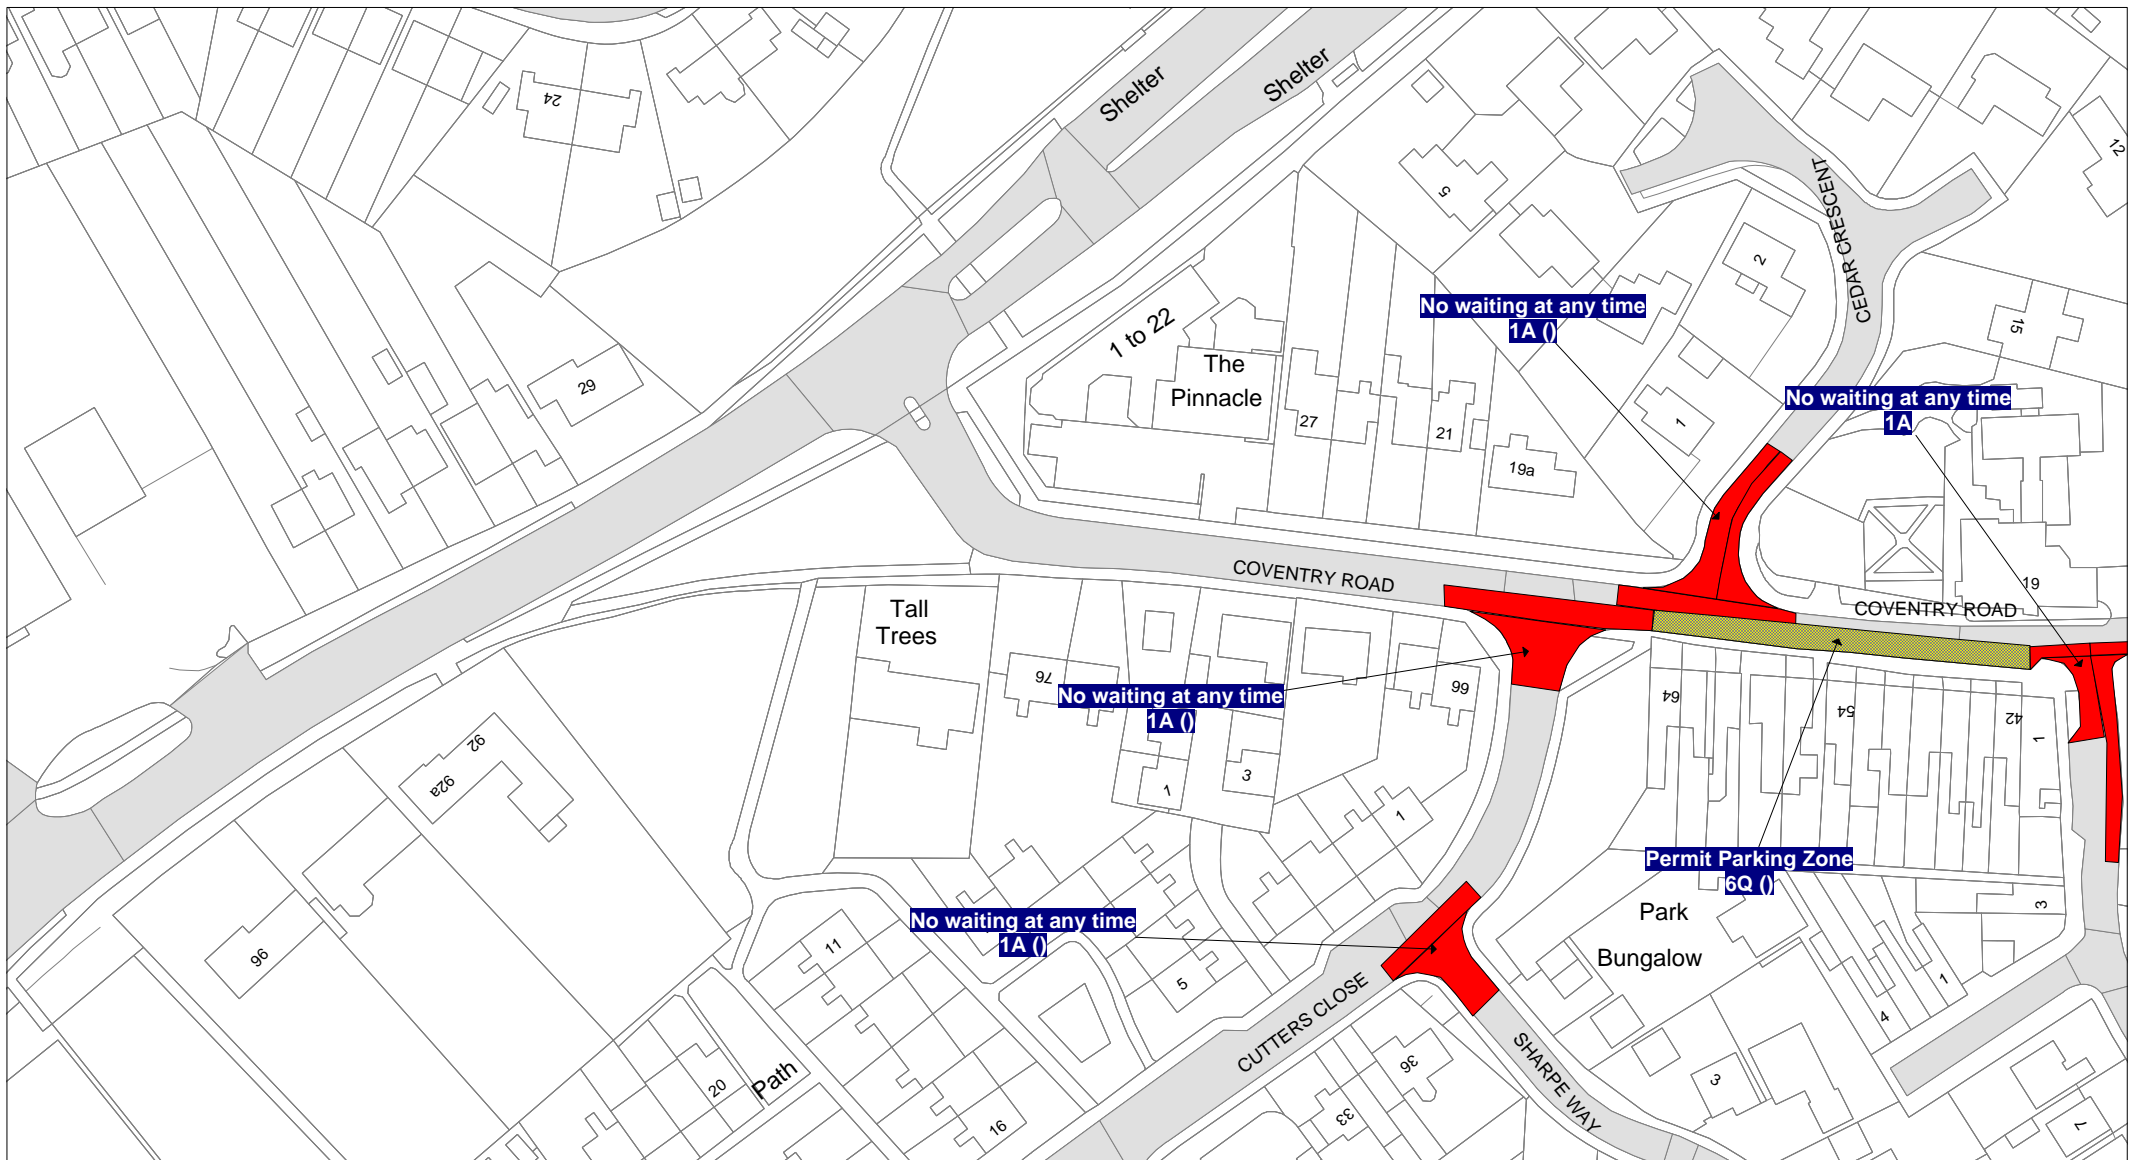 Shelter
Shelter
24
12
5
CEDAR CRESCENT
2
No waiting at any time
1A ()
15
1 to 22
The
Pinnacle
29
No waiting at any time
1A
27
21
1
19a
COVENTRY ROAD
19
COVENTRY ROAD
Tall
Trees
76
66
No waiting at any time
1A ()
64
54
42
1
92
92a
1
3
1
Permit Parking Zone
6Q ()
Park
Bungalow
3
No waiting at any time
1A ()
11
96
5
1
4
CUTTERS CLOSE
SHARPE WAY
36
33
3
7
20
Path
16